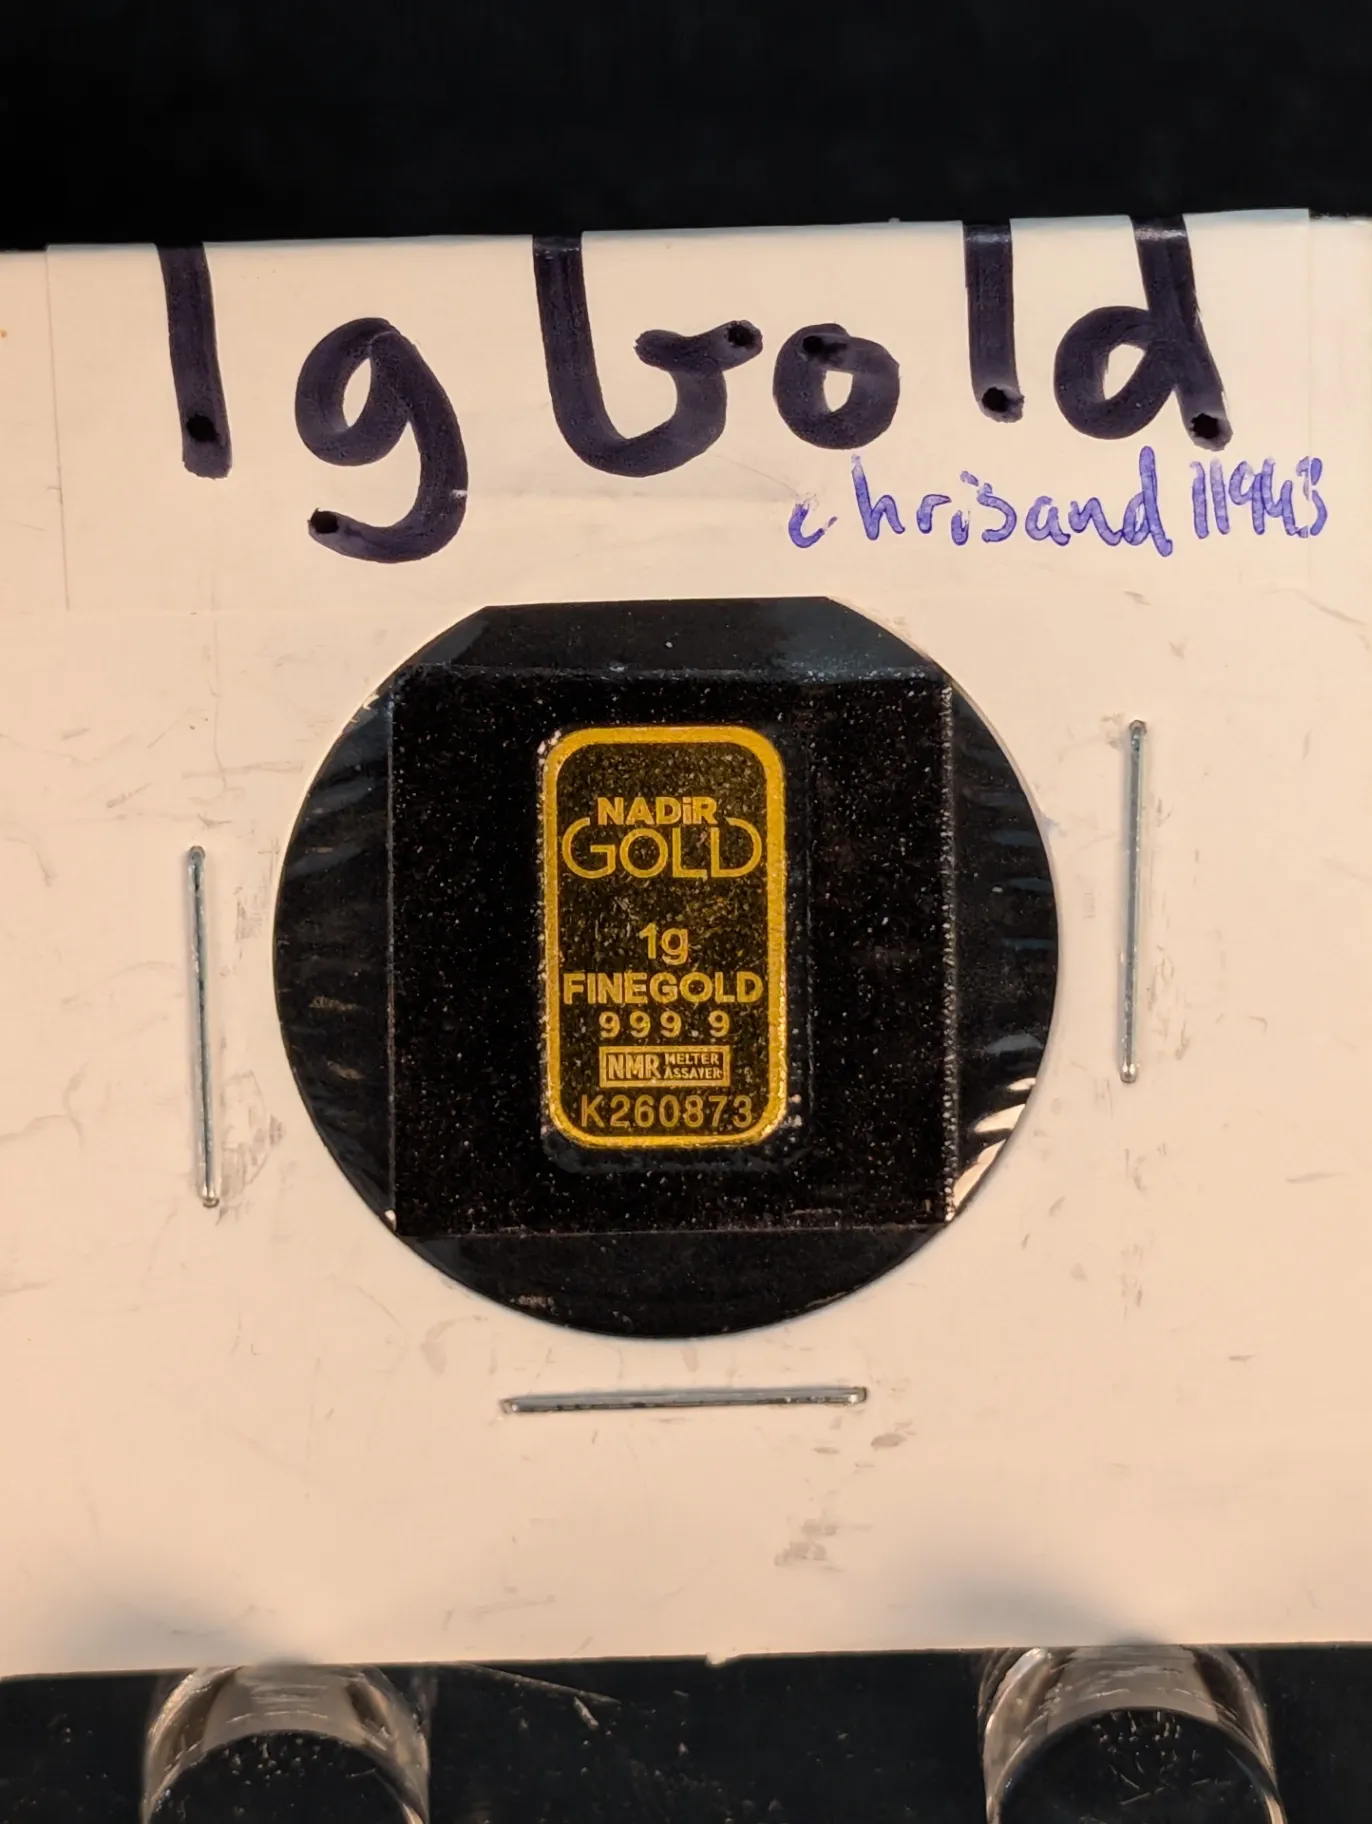 1g Gold
chrisand11943
NADiR
GOLD
1g
FINEGOLD
999.9
NMR MELTER
ASSAYER
K260873